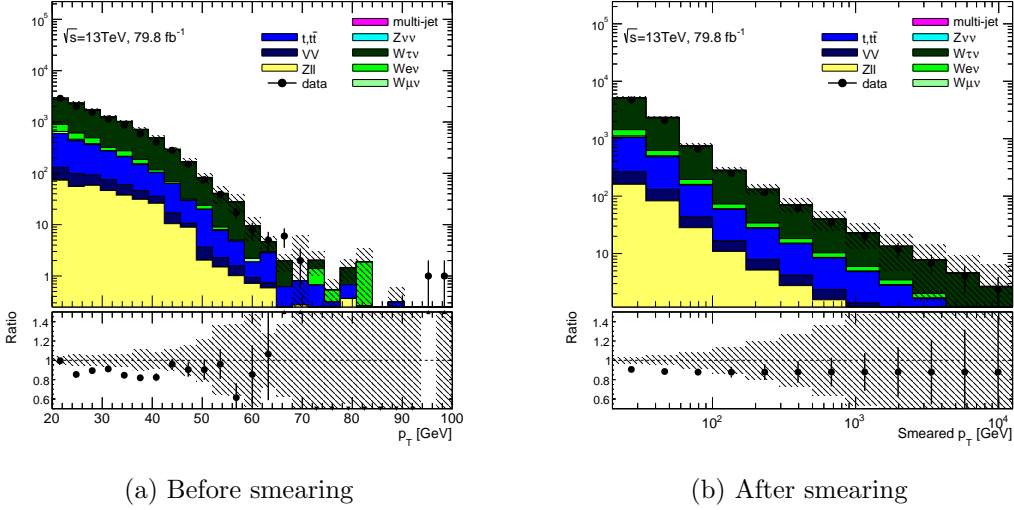 √s=13TeV, 79.8 fb⁻¹
t,tt̄
VV
Zll
data
multi-jet
Zνν
Wτν
Weν
Wμν
10⁵
10⁴
10³
10²
10
1
Ratio
1.4
1.2
1
0.8
0.6
20 30 40 50 60 70 80 90 100
p_T [GeV]
(a) Before smearing
√s=13TeV, 79.8 fb⁻¹
t,tt̄
VV
Zll
data
multi-jet
Zνν
Wτν
Weν
Wμν
10⁵
10⁴
10³
10²
10
Ratio
1.4
1.2
1
0.8
0.6
10² 10³ 10⁴
Smeared p_T [GeV]
(b) After smearing